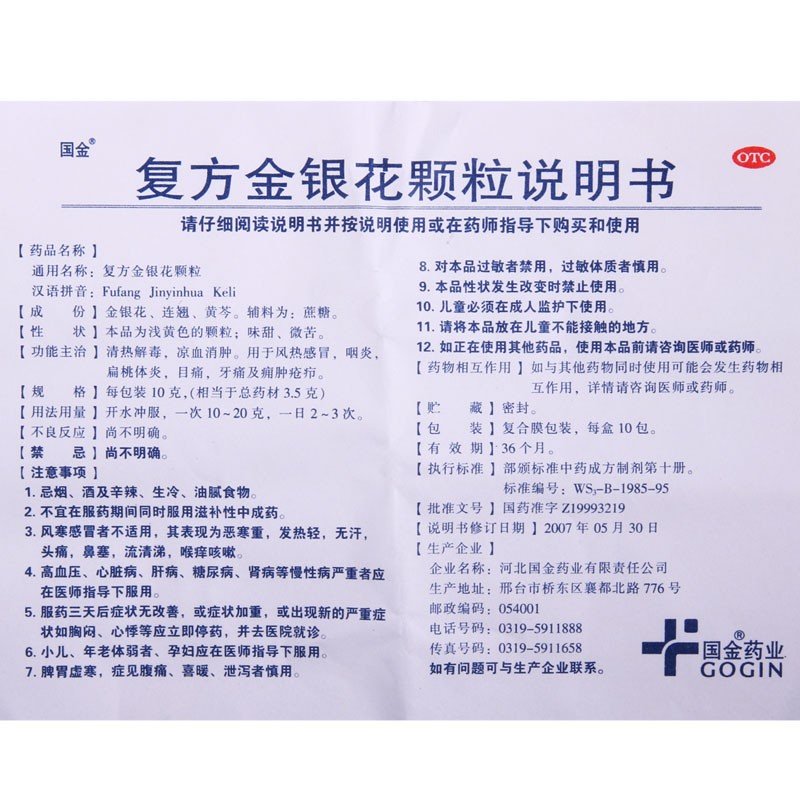 国金®
OTC
复方金银花颗粒说明书
请仔细阅读说明书并按说明使用或在药师指导下购买和使用
【药品名称】
通用名称：复方金银花颗粒
汉语拼音：Fufang Jinyinhua Keli
【成　份】金银花、连翘、黄芩。辅料为：蔗糖。
【性　状】本品为浅黄色的颗粒；味甜、微苦。
【功能主治】清热解毒，凉血消肿。用于风热感冒，咽炎，
扁桃体炎，目痛，牙痛及痈肿疮疖。
【规　格】每包装10克,(相当于总药材3.5克)
【用法用量】开水冲服，一次10～20克，一日2～3次。
【不良反应】尚不明确。
【禁　忌】尚不明确。
【注意事项】
1. 忌烟、酒及辛辣、生冷、油腻食物。
2. 不宜在服药期间同时服用滋补性中成药。
3. 风寒感冒者不适用，其表现为恶寒重，发热轻，无汗，
头痛，鼻塞，流清涕，喉痒咳嗽。
4. 高血压、心脏病、肝病、糖尿病、肾病等慢性病严重者应
在医师指导下服用。
5. 服药三天后症状无改善，或症状加重，或出现新的严重症
状如胸闷、心悸等应立即停药，并去医院就诊。
6. 小儿、年老体弱者、孕妇应在医师指导下服用。
7. 脾胃虚寒，症见腹痛、喜暖、泄泻者慎用。
8. 对本品过敏者禁用，过敏体质者慎用。
9. 本品性状发生改变时禁止使用。
10. 儿童必须在成人监护下使用。
11. 请将本品放在儿童不能接触的地方。
12. 如正在使用其他药品，使用本品前请咨询医师或药师。
【药物相互作用】如与其他药物同时使用可能会发生药物相
互作用，详情请咨询医师或药师。
【贮　藏】密封。
【包　装】复合膜包装，每盒10包。
【有 效 期】36个月。
【执行标准】部颁标准中药成方制剂第十册。
标准编号：WS₃-B-1985-95
【批准文号】国药准字Z19993219
【说明书修订日期】2007年05月30日
【生产企业】
企业名称：河北国金药业有限责任公司
生产地址：邢台市桥东区襄都北路776号
邮政编码：054001
电话号码：0319-5911888
传真号码：0319-5911658
如有问题可与生产企业联系。
国金®药业
GOGIN